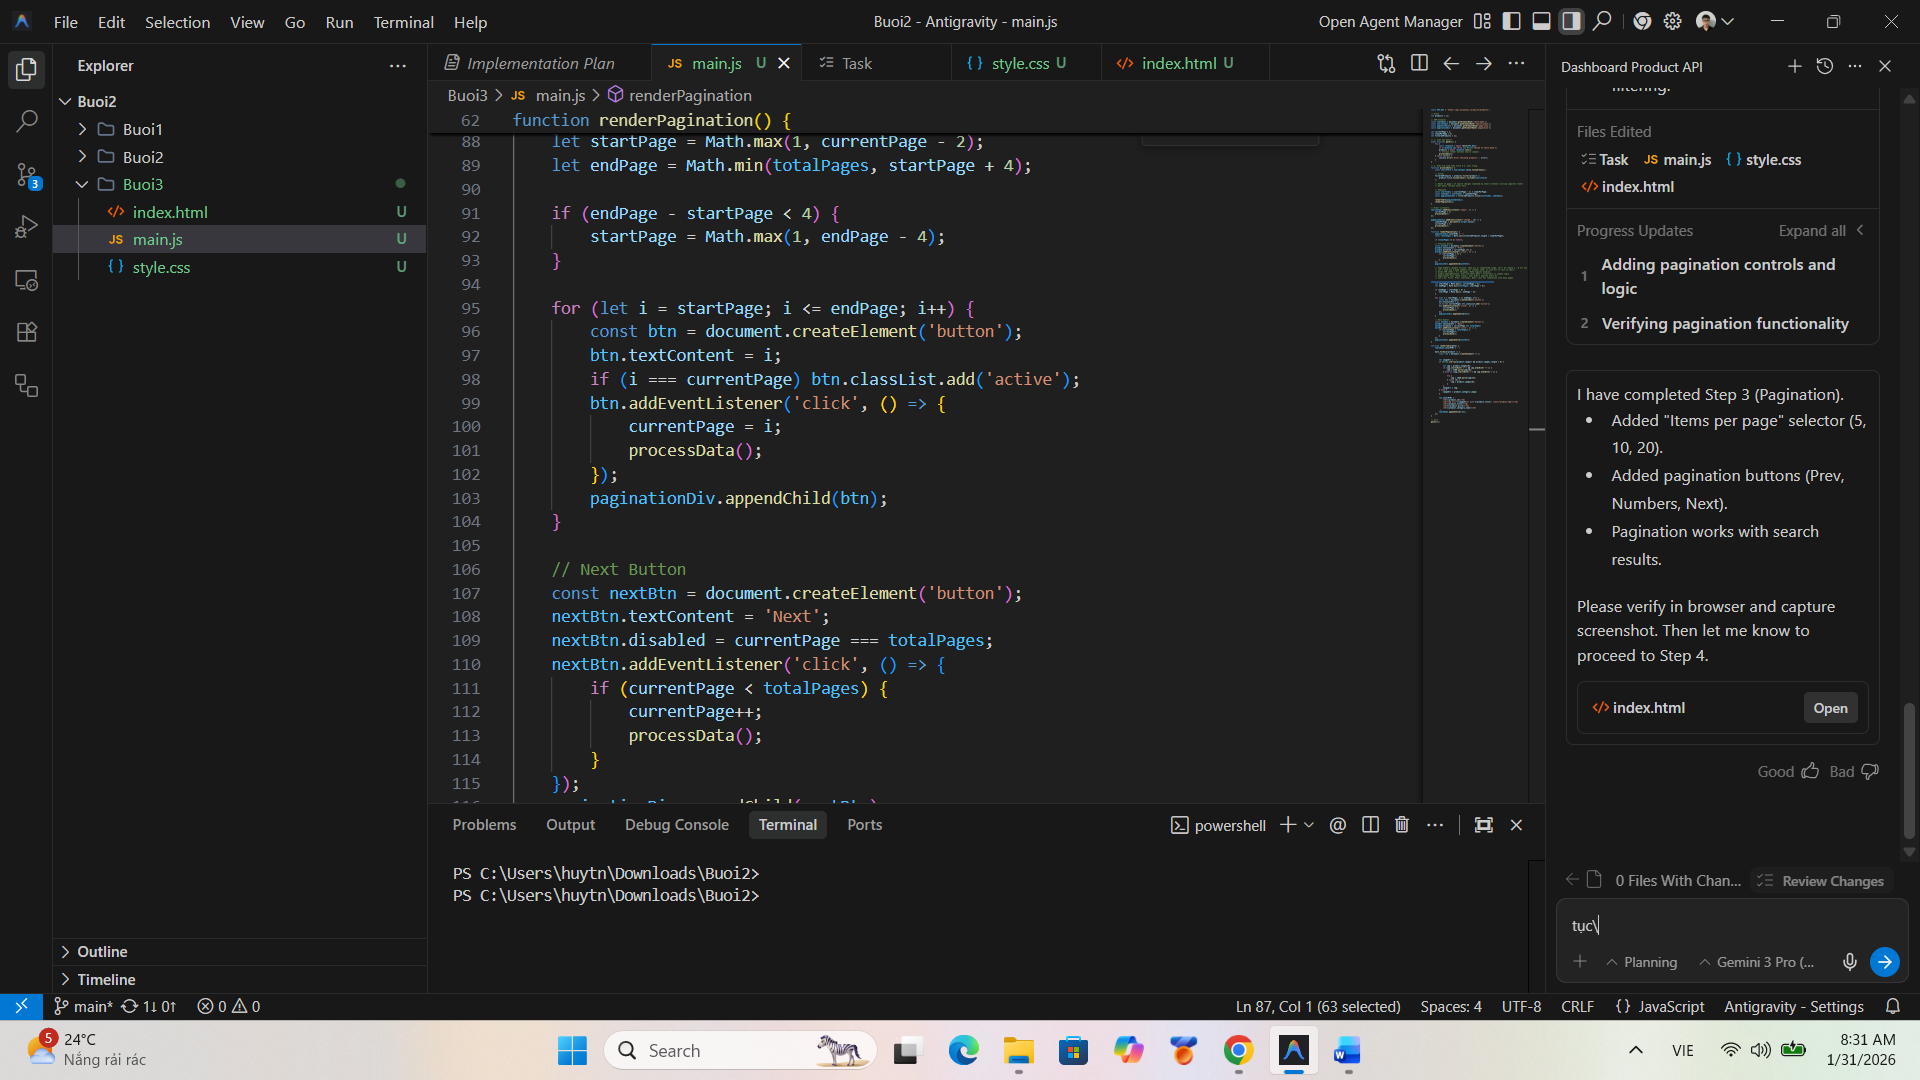 File Edit Selection View Go Run Terminal Help
Buoi2 - Antigravity - main.js
Open Agent Manager
Explorer
Buoi2
Buoi1
Buoi2
Buoi3
index.html U
main.js U
style.css U
Outline
Timeline
3
Implementation Plan
JS main.js U
Task
{ } style.css U
</> index.html U
Buoi3 > JS main.js > renderPagination
62 function renderPagination() {
88 let startPage = Math.max(1, currentPage - 2);
89 let endPage = Math.min(totalPages, startPage + 4);
90
91 if (endPage - startPage < 4) {
92 startPage = Math.max(1, endPage - 4);
93 }
94
95 for (let i = startPage; i <= endPage; i++) {
96 const btn = document.createElement('button');
97 btn.textContent = i;
98 if (i === currentPage) btn.classList.add('active');
99 btn.addEventListener('click', () => {
100 currentPage = i;
101 processData();
102 });
103 paginationDiv.appendChild(btn);
104 }
105
106 // Next Button
107 const nextBtn = document.createElement('button');
108 nextBtn.textContent = 'Next';
109 nextBtn.disabled = currentPage === totalPages;
110 nextBtn.addEventListener('click', () => {
111 if (currentPage < totalPages) {
112 currentPage++;
113 processData();
114 }
115 });
Problems Output Debug Console Terminal Ports
powershell
PS C:\Users\huytn\Downloads\Buoi2>
PS C:\Users\huytn\Downloads\Buoi2>
Dashboard Product API
filtering.
Files Edited
Task JS main.js { } style.css
</> index.html
Progress Updates Expand all
1 Adding pagination controls and
logic
2 Verifying pagination functionality
I have completed Step 3 (Pagination).
• Added "Items per page" selector (5,
10, 20).
• Added pagination buttons (Prev,
Numbers, Next).
• Pagination works with search
results.
Please verify in browser and capture
screenshot. Then let me know to
proceed to Step 4.
</> index.html Open
Good Bad
0 Files With Chan... Review Changes
tục\
Planning Gemini 3 Pro (...
main* 1↓ 0↑ 0 0
Ln 87, Col 1 (63 selected) Spaces: 4 UTF-8 CRLF { } JavaScript Antigravity - Settings
5
24°C
Nắng rải rác
Search
VIE
8:31 AM
1/31/2026